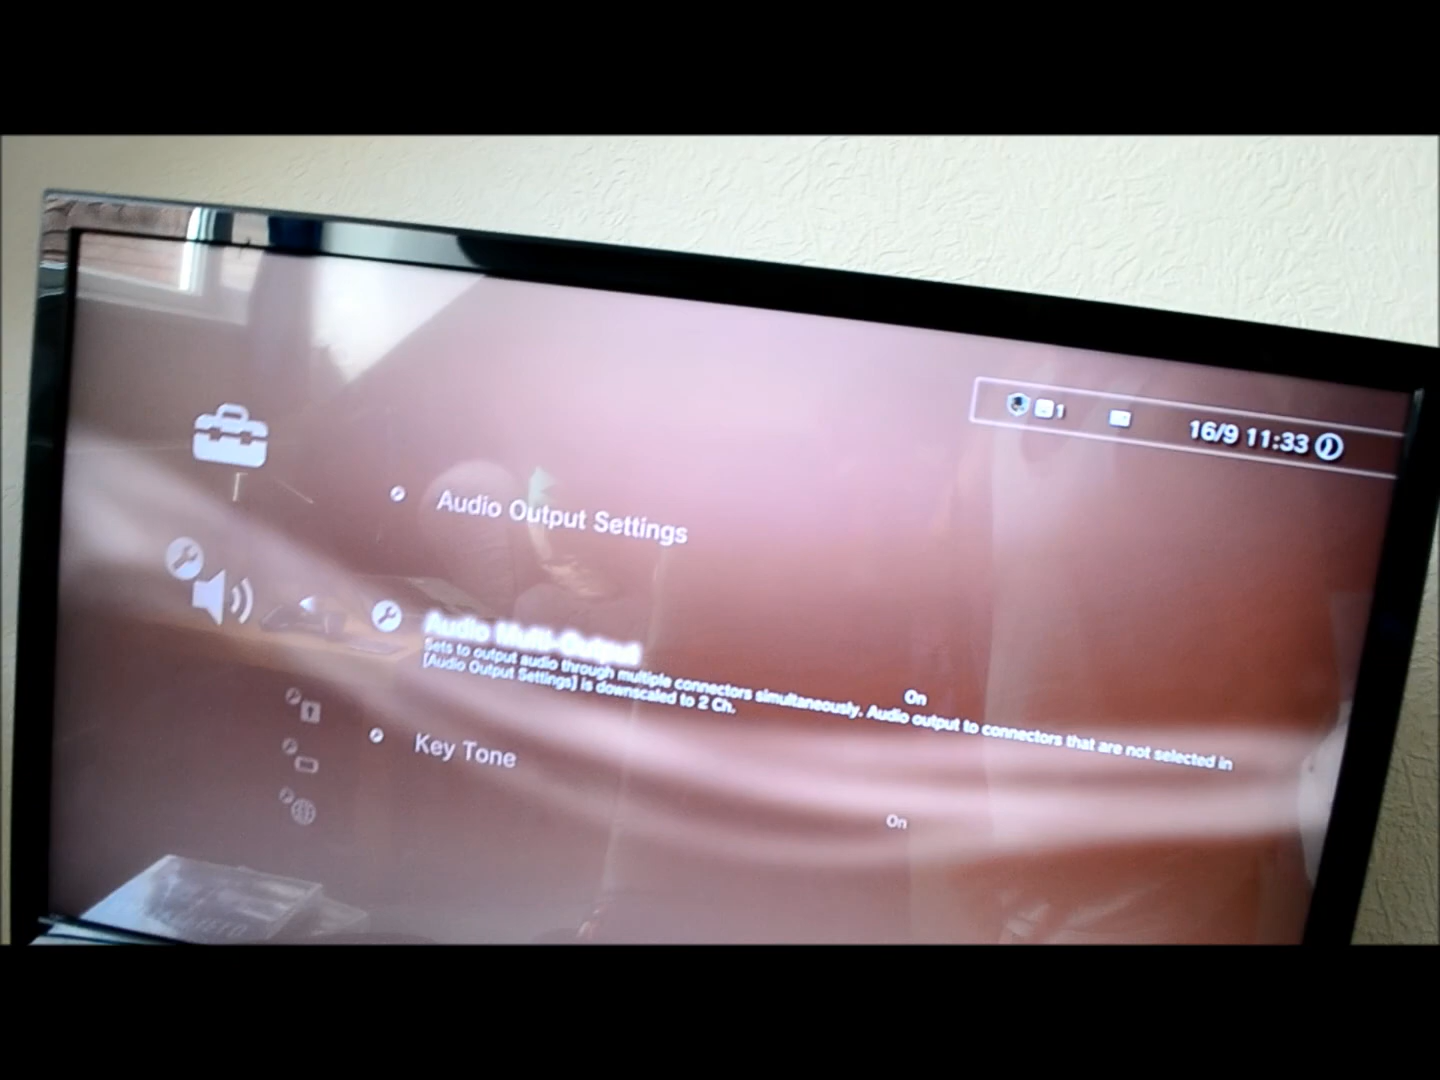 1
16/9 11:33
Audio Output Settings
Audio Multi-Output
On
Sets to output audio through multiple connectors simultaneously. Audio output to connectors that are not selected in
[Audio Output Settings] is downscaled to 2 Ch.
Key Tone
On